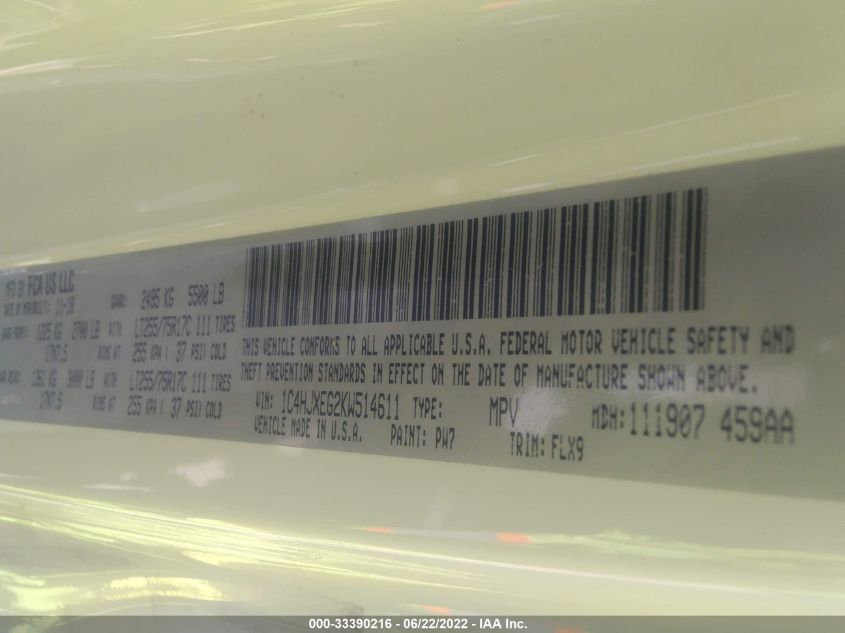 MFD BY FCA US LLC
DATE OF MFR/BUILT: 11-18 GVWR: 2495 KG 5500 LB
GAWR FRONT: 1225 KG 2700 LB WITH LT255/75R17C 111 TIRES
17X7.5 RIMS AT 255 KPA ( 37 PSI) COLD
GAWR REAR: 1361 KG 3000 LB WITH LT255/75R17C 111 TIRES
17X7.5 RIMS AT 255 KPA ( 37 PSI) COLD
THIS VEHICLE CONFORMS TO ALL APPLICABLE U.S.A. FEDERAL MOTOR VEHICLE SAFETY AND
THEFT PREVENTION STANDARDS IN EFFECT ON THE DATE OF MANUFACTURE SHOWN ABOVE.
VIN: 1C4HJXEG2KW514611 TYPE: MPV MDH: 111907 459AA
VEHICLE MADE IN U.S.A. PAINT: PW7 TRIM: FLX9
000-33390216 - 06/22/2022 - IAA Inc.